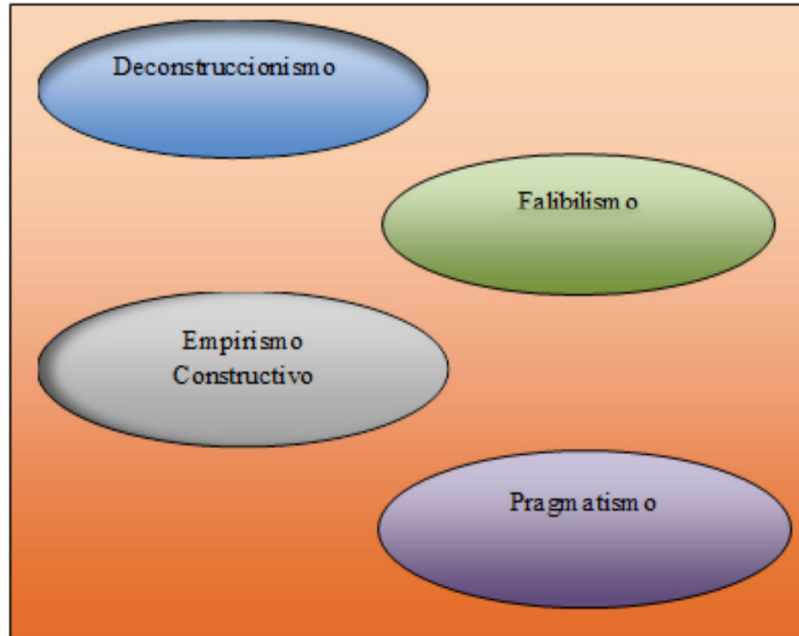 Deconstruccionismo
Falibilismo
Empirismo
Constructivo
Pragmatismo